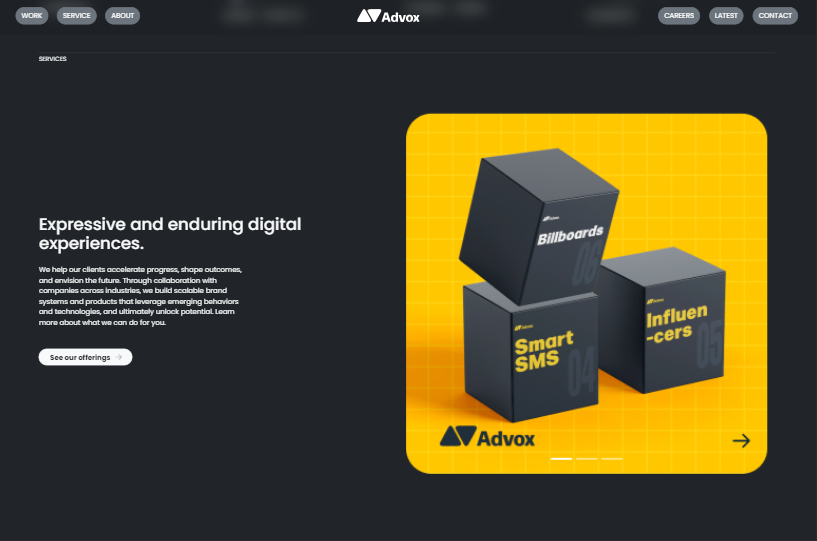 WORK
SERVICE
ABOUT
Advox
CAREERS
LATEST
CONTACT
SERVICES
Expressive and enduring digital
experiences.
We help our clients accelerate progress, shape outcomes,
and envision the future. Through collaboration with
companies across industries, we build scalable brand
systems and products that leverage emerging behaviors
and technologies, and ultimately unlock potential. Learn
more about what we can do for you.
See our offerings
Billboards
06
Influen
-cers
05
Smart
SMS
04
Advox